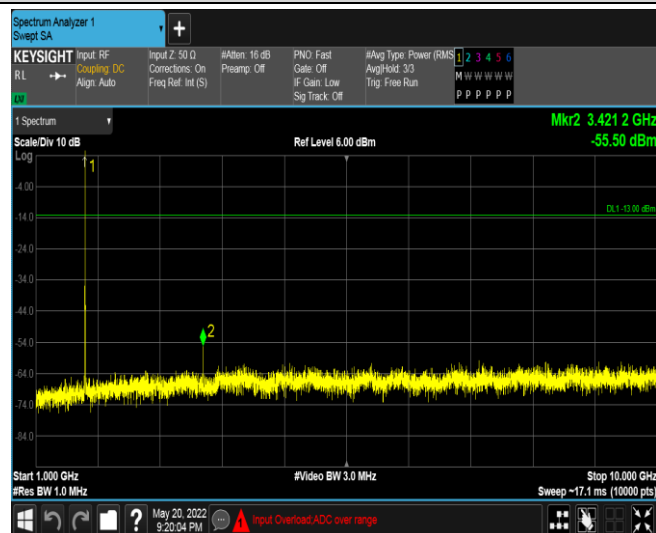 Spectrum Analyzer 1
Swept SA
+
KEYSIGHT
RL
Input: RF
Coupling: DC
Align: Auto
Input Z: 50 Ω
Corrections: On
Freq Ref: Int (S)
#Atten: 16 dB
Preamp: Off
PNO: Fast
Gate: Off
IF Gain: Low
Sig Track: Off
#Avg Type: Power (RMS
Avg|Hold: 3/3
Trig: Free Run
1 2 3 4 5 6
M W W W W W
P P P P P P
1 Spectrum
Mkr2 3.421 2 GHz
-55.50 dBm
Scale/Div 10 dB
Ref Level 6.00 dBm
Log
1
-4.00
DL1 -13.00 dBm
-14.0
-24.0
-34.0
-44.0
2
-54.0
-64.0
-74.0
-84.0
Start 1.000 GHz
#Video BW 3.0 MHz
Stop 10.000 GHz
#Res BW 1.0 MHz
Sweep ~17.1 ms (10000 pts)
?
May 20, 2022
9:20:04 PM
1
Input Overload;ADC over range